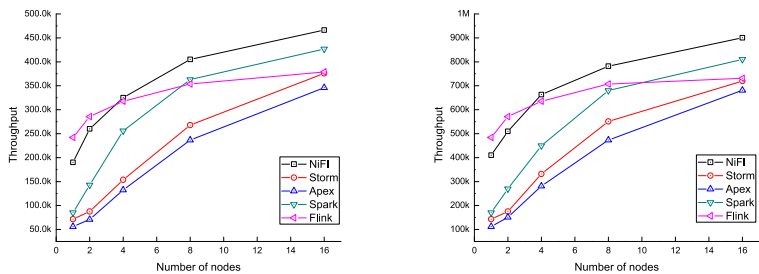 500.0k
450.0k
400.0k
350.0k
300.0k
250.0k
200.0k
150.0k
100.0k
50.0k
Throughput
0 2 4 6 8 10 12 14 16
Number of nodes
NiFI
Storm
Apex
Spark
Flink
1M
900k
800k
700k
600k
500k
400k
300k
200k
100k
Throughput
0 2 4 6 8 10 12 14 16
Number of nodes
NiFI
Storm
Apex
Spark
Flink